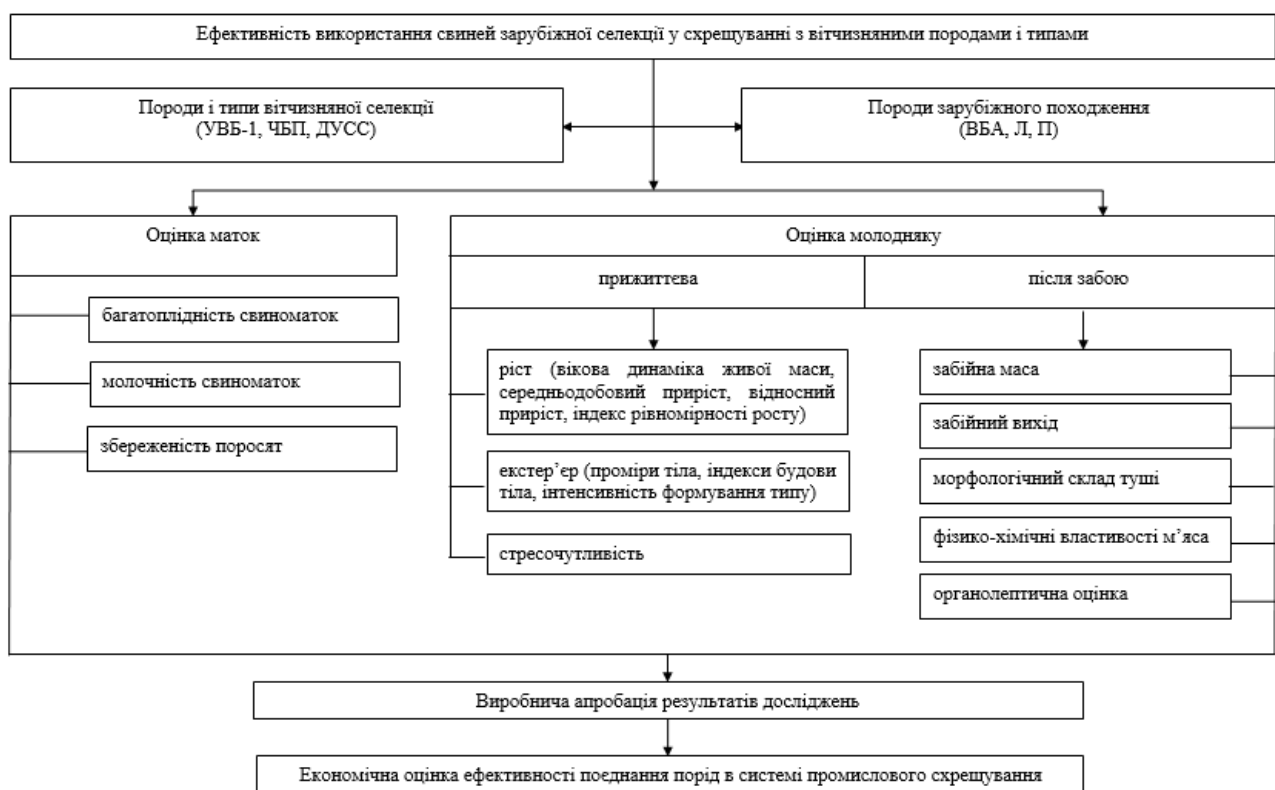 Ефективність використання свиней зарубіжної селекції у схрещуванні з вітчизняними породами і типами
Породи і типи вітчизняної селекції
(УВБ-1, ЧБП, ДУСС)
Породи зарубіжного походження
(ВБА, Л, П)
Оцінка маток
багатоплідність свиноматок
молочність свиноматок
збереженість поросят
Оцінка молодняку
прижиттєва
після забою
ріст (вікова динаміка живої маси,
середньодобовий приріст, відносний
приріст, індекс рівномірності росту)
екстер’єр (проміри тіла, індекси будови
тіла, інтенсивність формування типу)
стресочутливість
забійна маса
забійний вихід
морфологічний склад туші
фізико-хімічні властивості м’яса
органолептична оцінка
Виробнича апробація результатів досліджень
Економічна оцінка ефективності поєднання порід в системі промислового схрещування